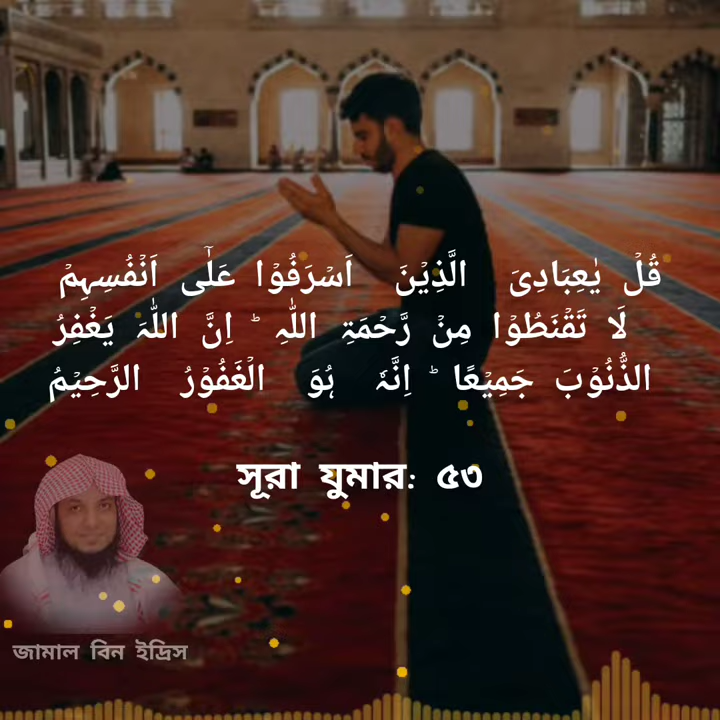 قُلْ یٰعِبَادِیَ الَّذِیْنَ اَسْرَفُوْا عَلٰۤی اَنْفُسِہِمْ
لَا تَقْنَطُوْا مِنْ رَّحْمَۃِ اللّٰہِ ؕ اِنَّ اللّٰہَ یَغْفِرُ
الذُّنُوْبَ جَمِیْعًا ؕ اِنَّہٗ ہُوَ الْغَفُوْرُ الرَّحِیْمُ
সূরা যুমার: ৫৩
জামাল বিন ইদ্রিস